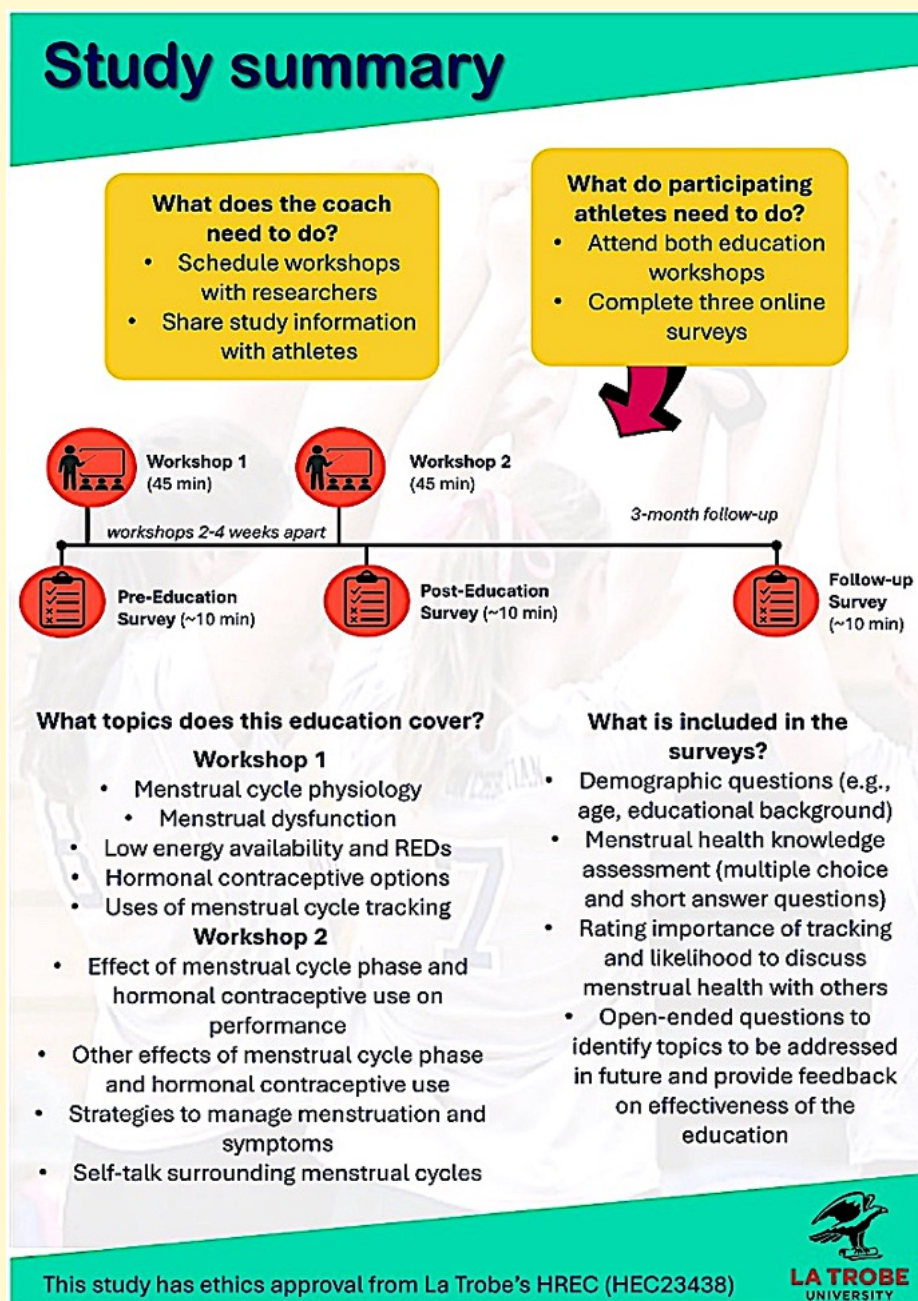 Study summary
What does the coach
need to do?
• Schedule workshops
with researchers
• Share study information
with athletes
What do participating
athletes need to do?
• Attend both education
workshops
• Complete three online
surveys
Workshop 1
(45 min)
Workshop 2
(45 min)
workshops 2-4 weeks apart
3-month follow-up
Pre-Education
Survey (~10 min)
Post-Education
Survey (~10 min)
Follow-up
Survey
(~10 min)
What topics does this education cover?
Workshop 1
• Menstrual cycle physiology
• Menstrual dysfunction
• Low energy availability and REDs
• Hormonal contraceptive options
• Uses of menstrual cycle tracking
Workshop 2
• Effect of menstrual cycle phase and
hormonal contraceptive use on
performance
• Other effects of menstrual cycle phase
and hormonal contraceptive use
• Strategies to manage menstruation and
symptoms
• Self-talk surrounding menstrual cycles
What is included in the
surveys?
• Demographic questions (e.g.,
age, educational background)
• Menstrual health knowledge
assessment (multiple choice
and short answer questions)
• Rating importance of tracking
and likelihood to discuss
menstrual health with others
• Open-ended questions to
identify topics to be addressed
in future and provide feedback
on effectiveness of the
education
7
This study has ethics approval from La Trobe's HREC (HEC23438)
LA TROBE
UNIVERSITY